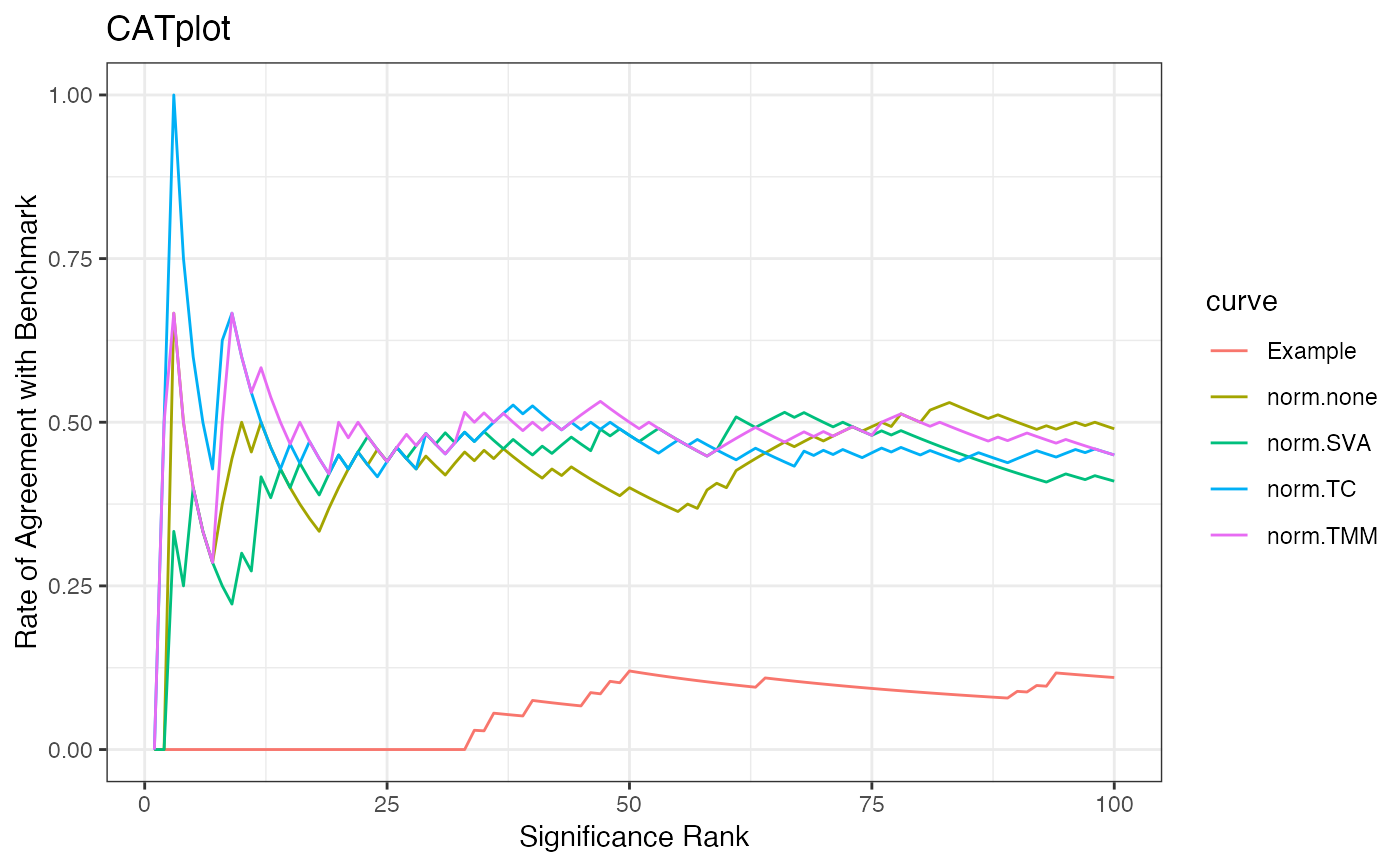 CATplot
Rate of Agreement with Benchmark
1.00
0.75
0.50
0.25
0.00
0
25
50
75
100
Significance Rank
curve
Example
norm.none
norm.SVA
norm.TC
norm.TMM